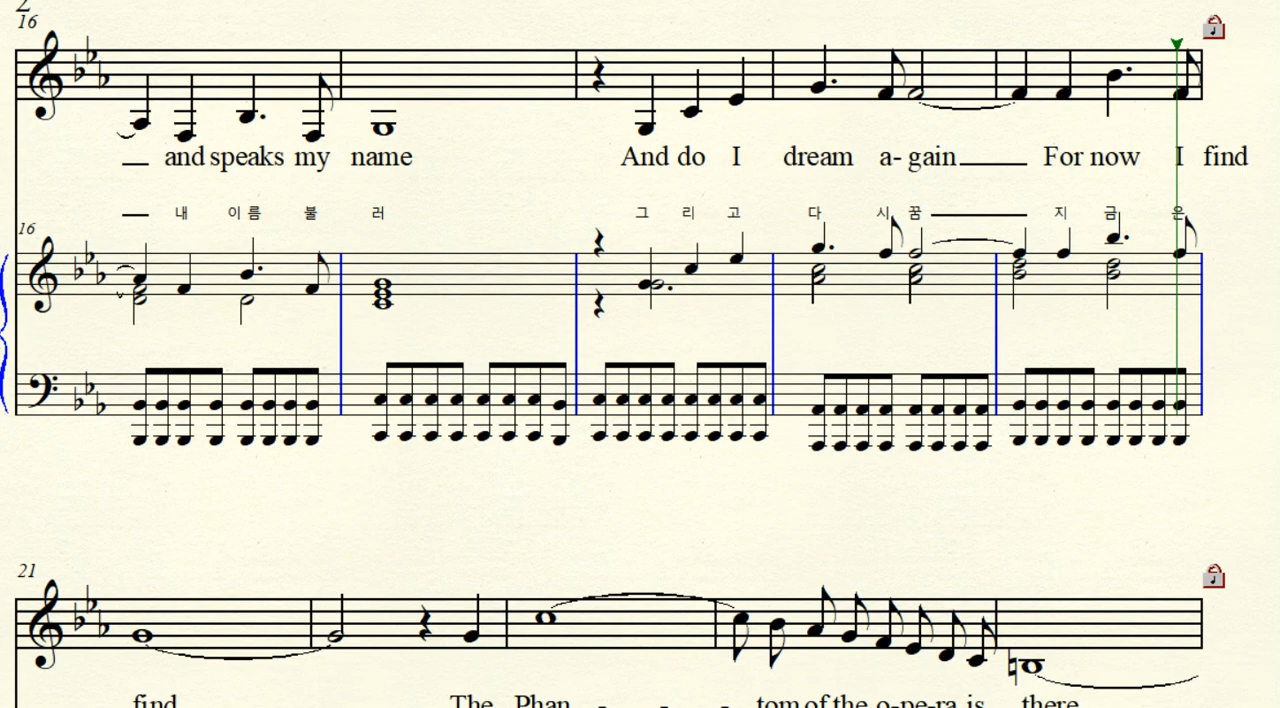 2
16
and speaks my name And do I dream a- gain For now I find
내 이 름 불 러 그 리 고 다 시 꿈 지 금 은
16
21
find The Phan - - - tom of the o-pe-ra is there